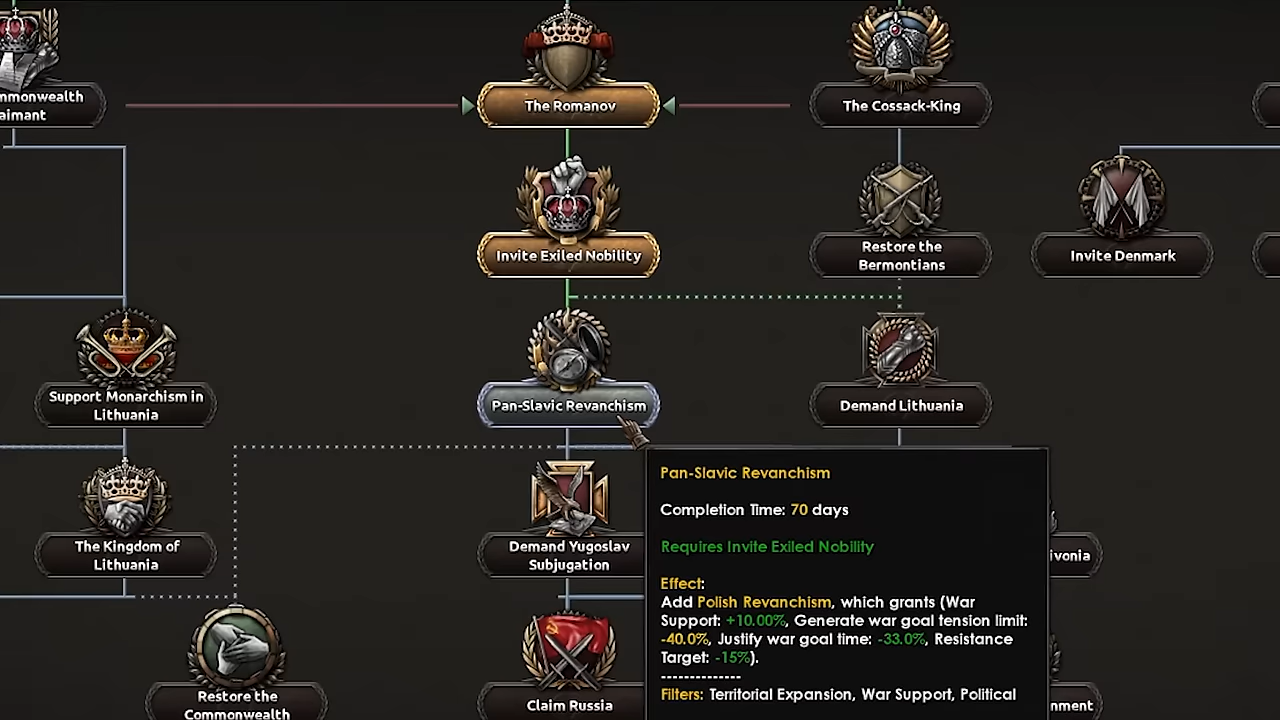 The Romanov
The Cossack-King
aimant
Invite Exiled Nobility
Restore the
Bermontians
Invite Denmark
Support Monarchism in
Lithuania
Pan-Slavic Revanchism
Demand Lithuania
The Kingdom of
Lithuania
Demand Yugoslav
Subjugation
ivonia
Restore the
Commonwealth
Claim Russia
nment
Pan-Slavic Revanchism
Completion Time: 70 days
Requires Invite Exiled Nobility
Effect:
Add Polish Revanchism, which grants (War
Support: +10.00%, Generate war goal tension limit:
-40.0%, Justify war goal time: -33.0%, Resistance
Target: -15%).
--------------
Filters: Territorial Expansion, War Support, Political